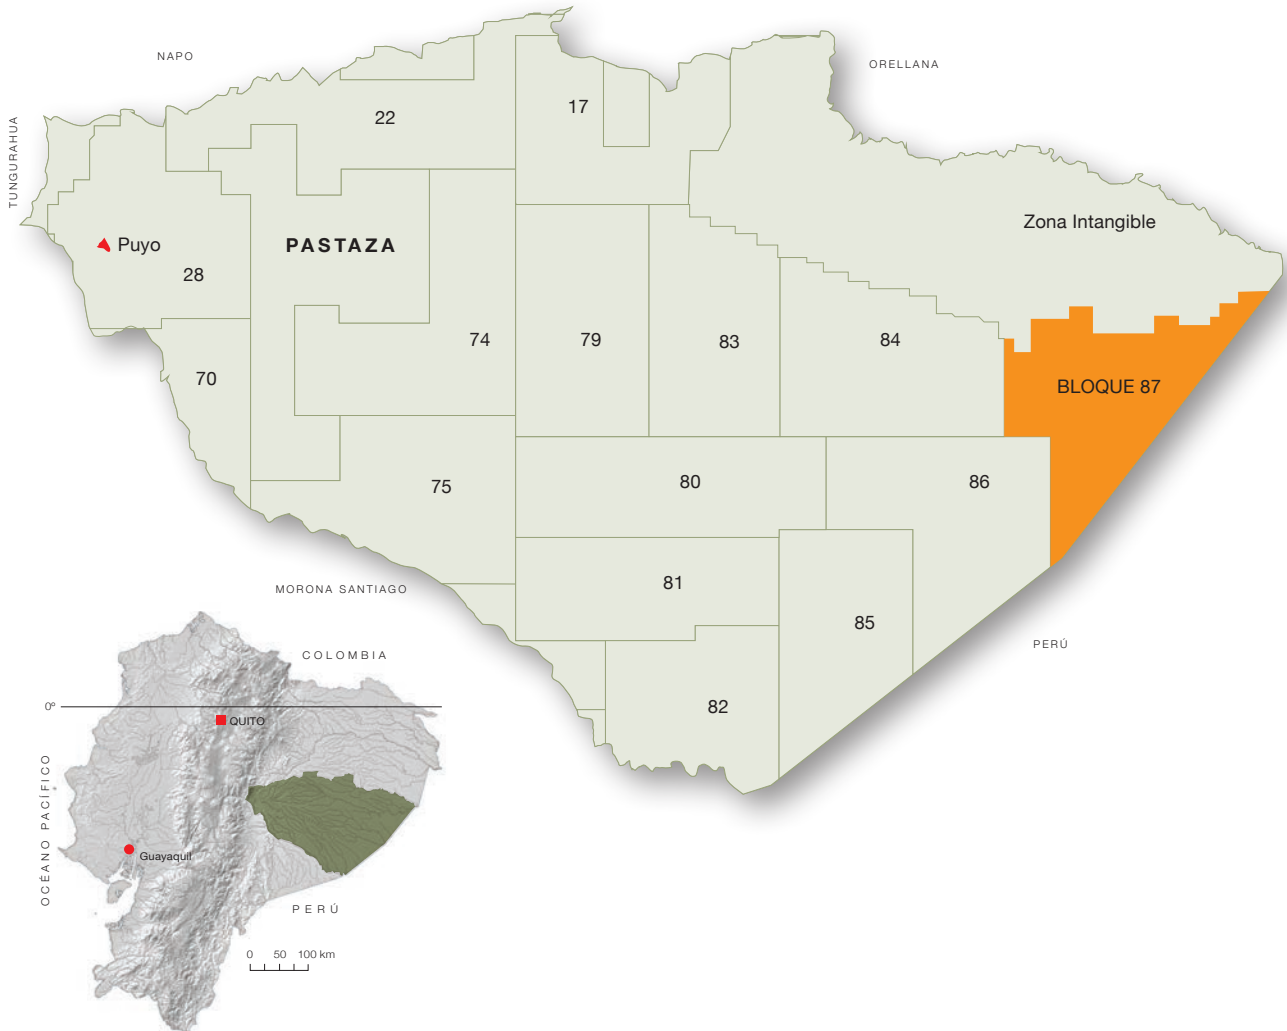 NAPO
ORELLANA
TUNGURAHUA
22
17
Zona Intangible
Puyo
PASTAZA
28
74
79
83
84
70
BLOQUE 87
75
80
86
81
85
82
MORONA SANTIAGO
PERÚ
COLOMBIA
0º
QUITO
OCÉANO PACÍFICO
Guayaquil
PERÚ
0 50 100 km